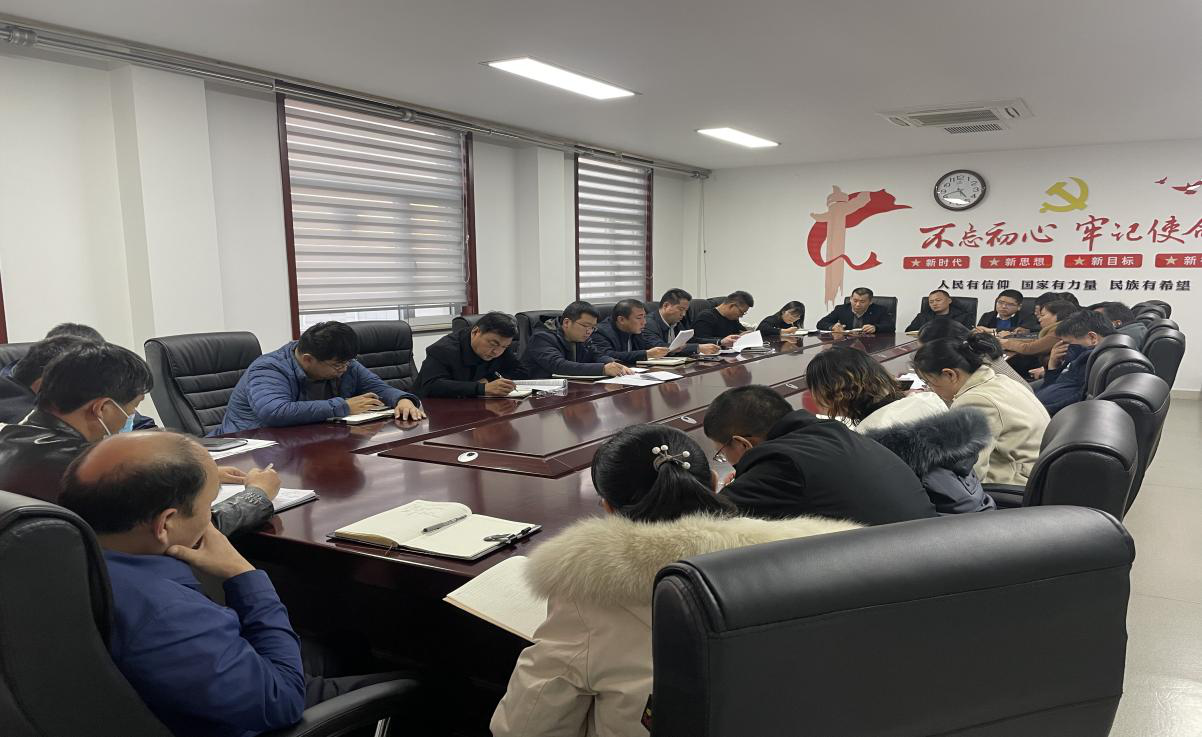 不忘初心 牢记使命
新时代 新思想 新目标 新
人民有信仰 国家有力量 民族有希望